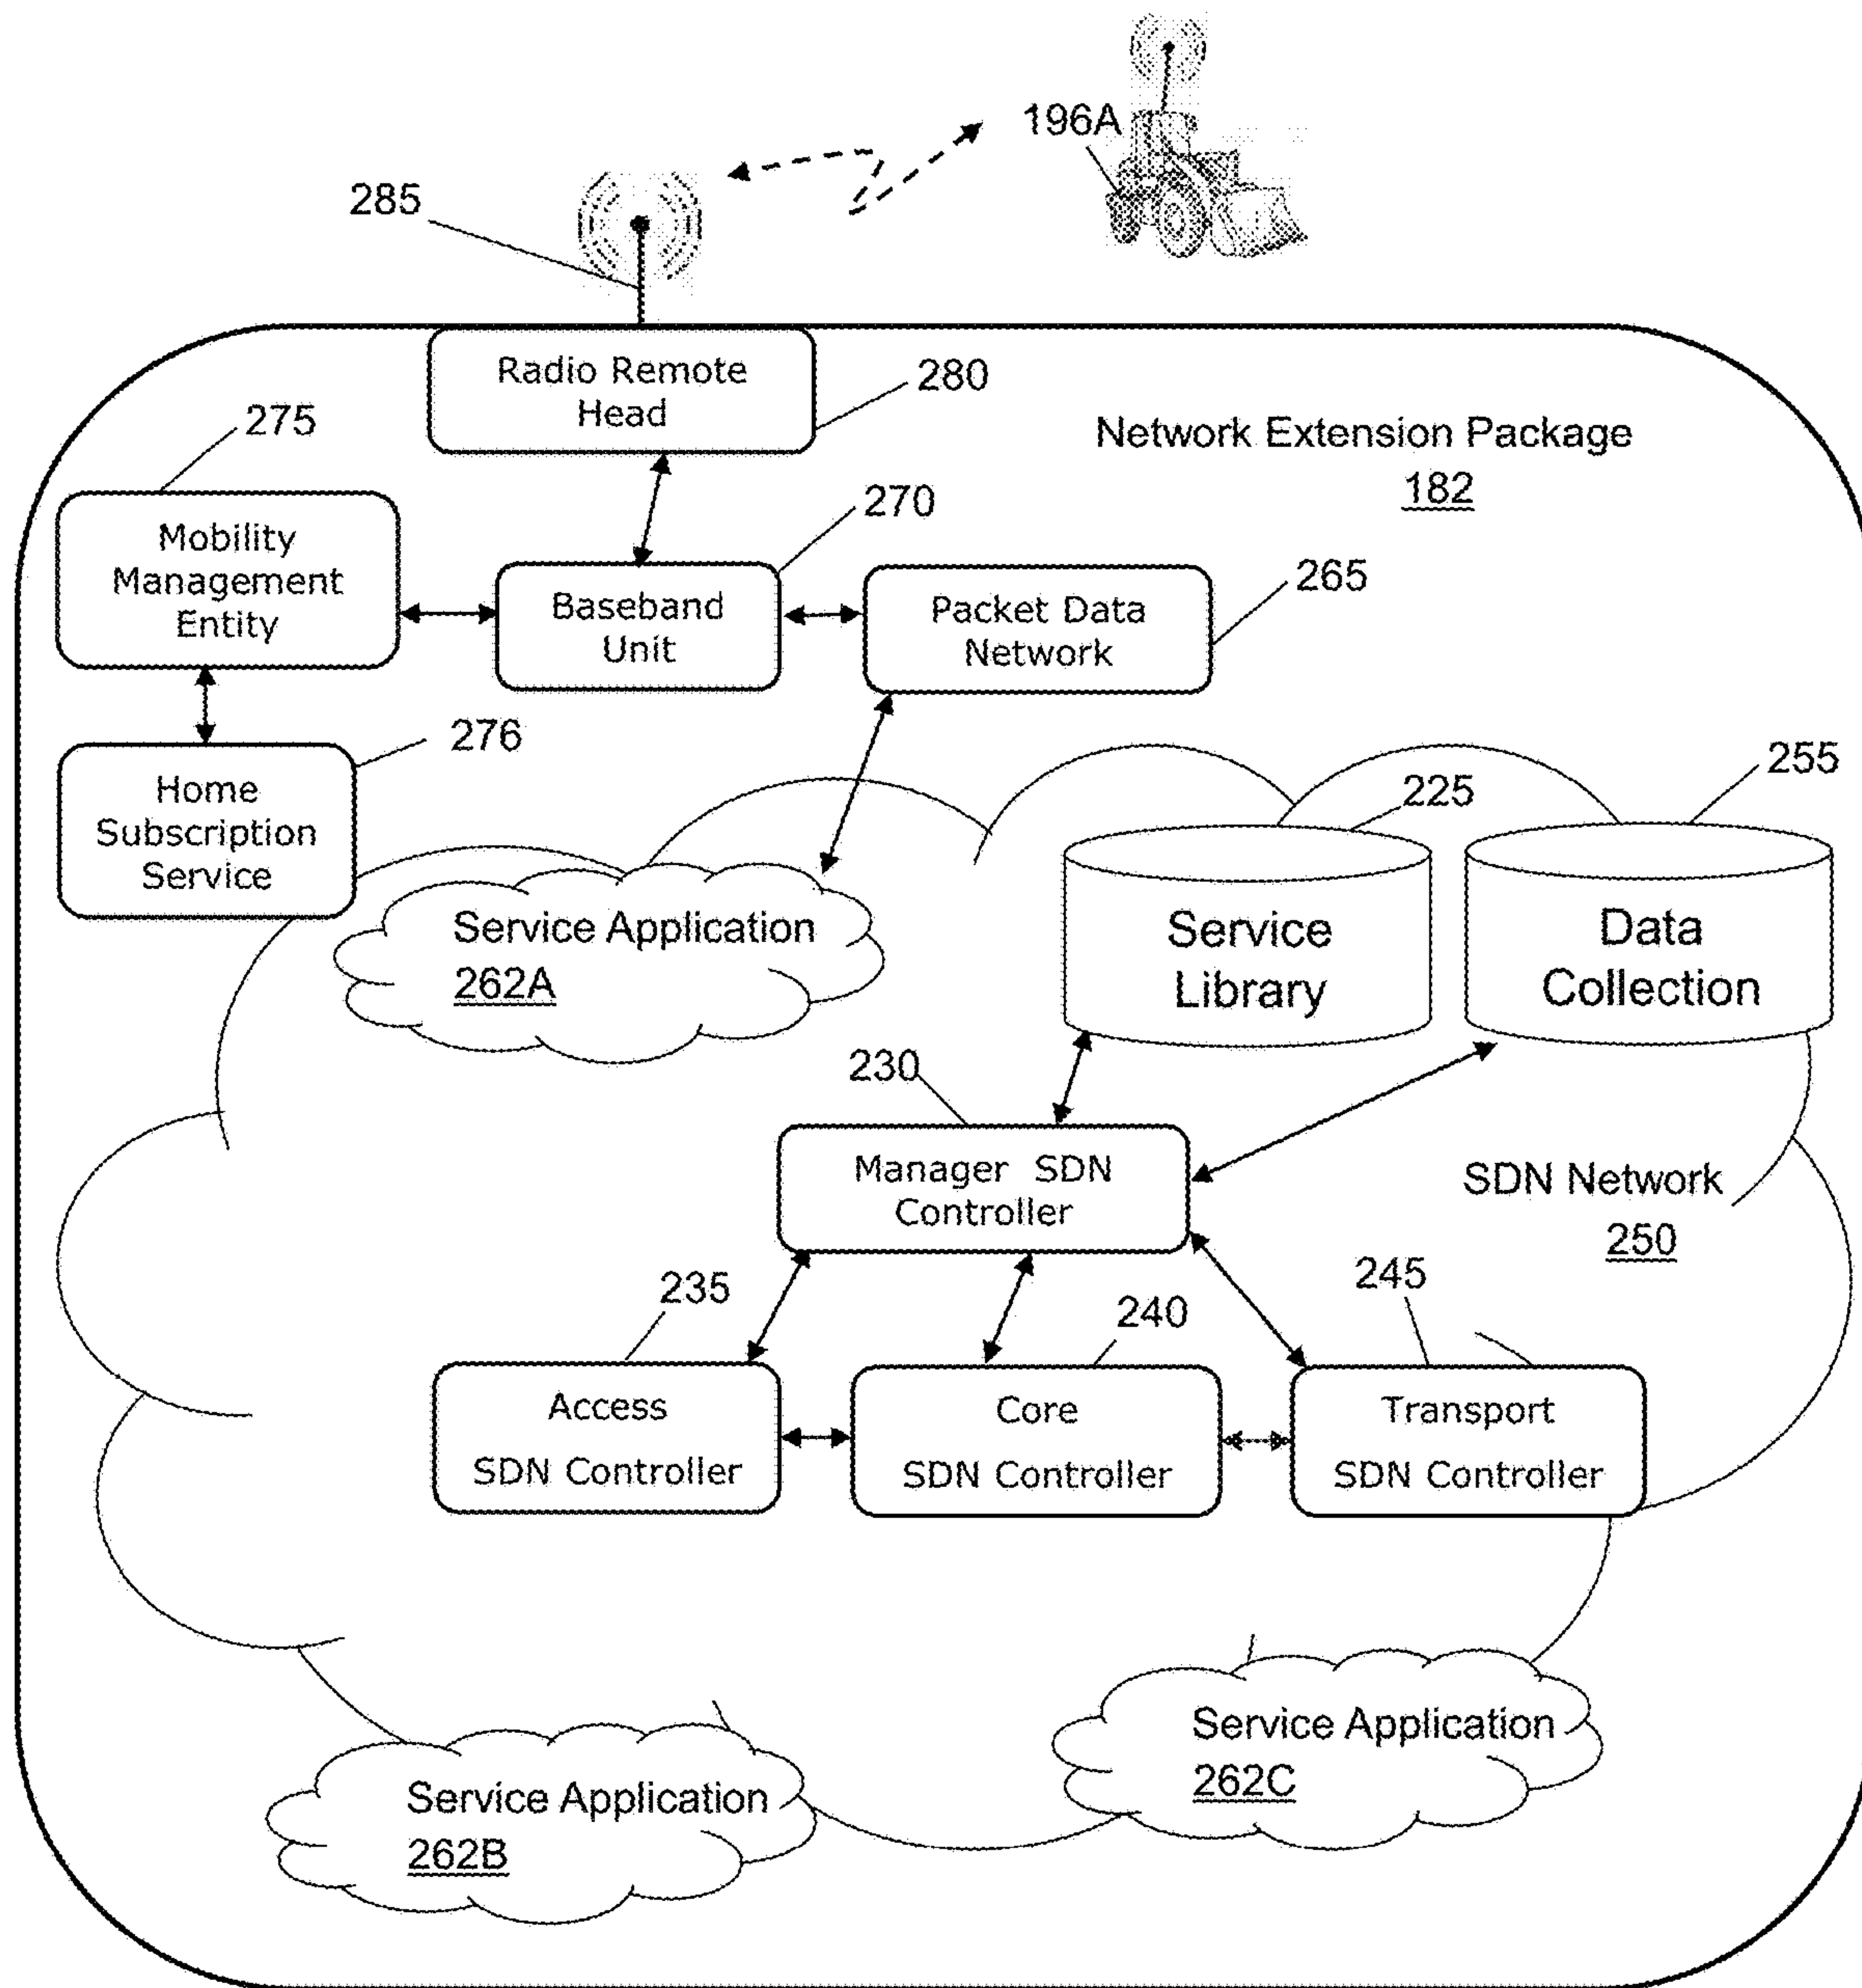 196A
285
Radio Remote
Head
280
Network Extension Package
182
275
Mobility
Management
Entity
270
Baseband
Unit
265
Packet Data
Network
276
Home
Subscription
Service
225
255
Service Application
262A
Service
Library
Data
Collection
230
Manager SDN
Controller
SDN Network
250
235
240
245
Access
SDN Controller
Core
SDN Controller
Transport
SDN Controller
Service Application
262C
Service Application
262B